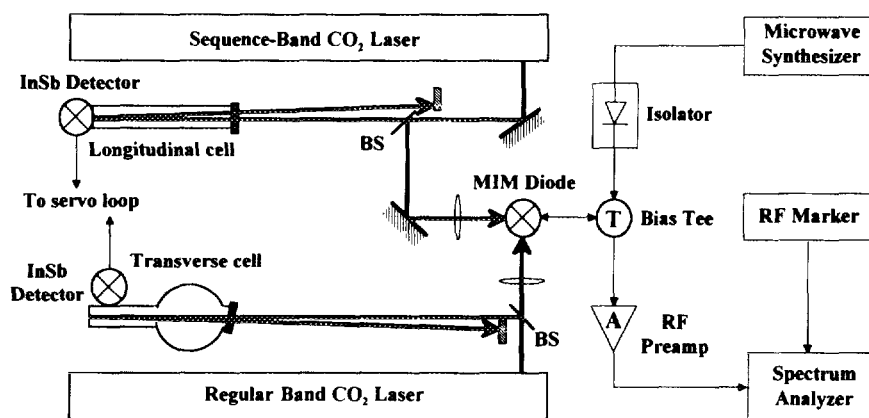 Sequence-Band CO₂ Laser
Microwave
Synthesizer
InSb Detector
Isolator
BS
Longitudinal cell
MIM Diode
To servo loop
T
Bias Tee
RF Marker
InSb
Detector
Transverse cell
A
RF
Preamp
BS
Regular Band CO₂ Laser
Spectrum
Analyzer